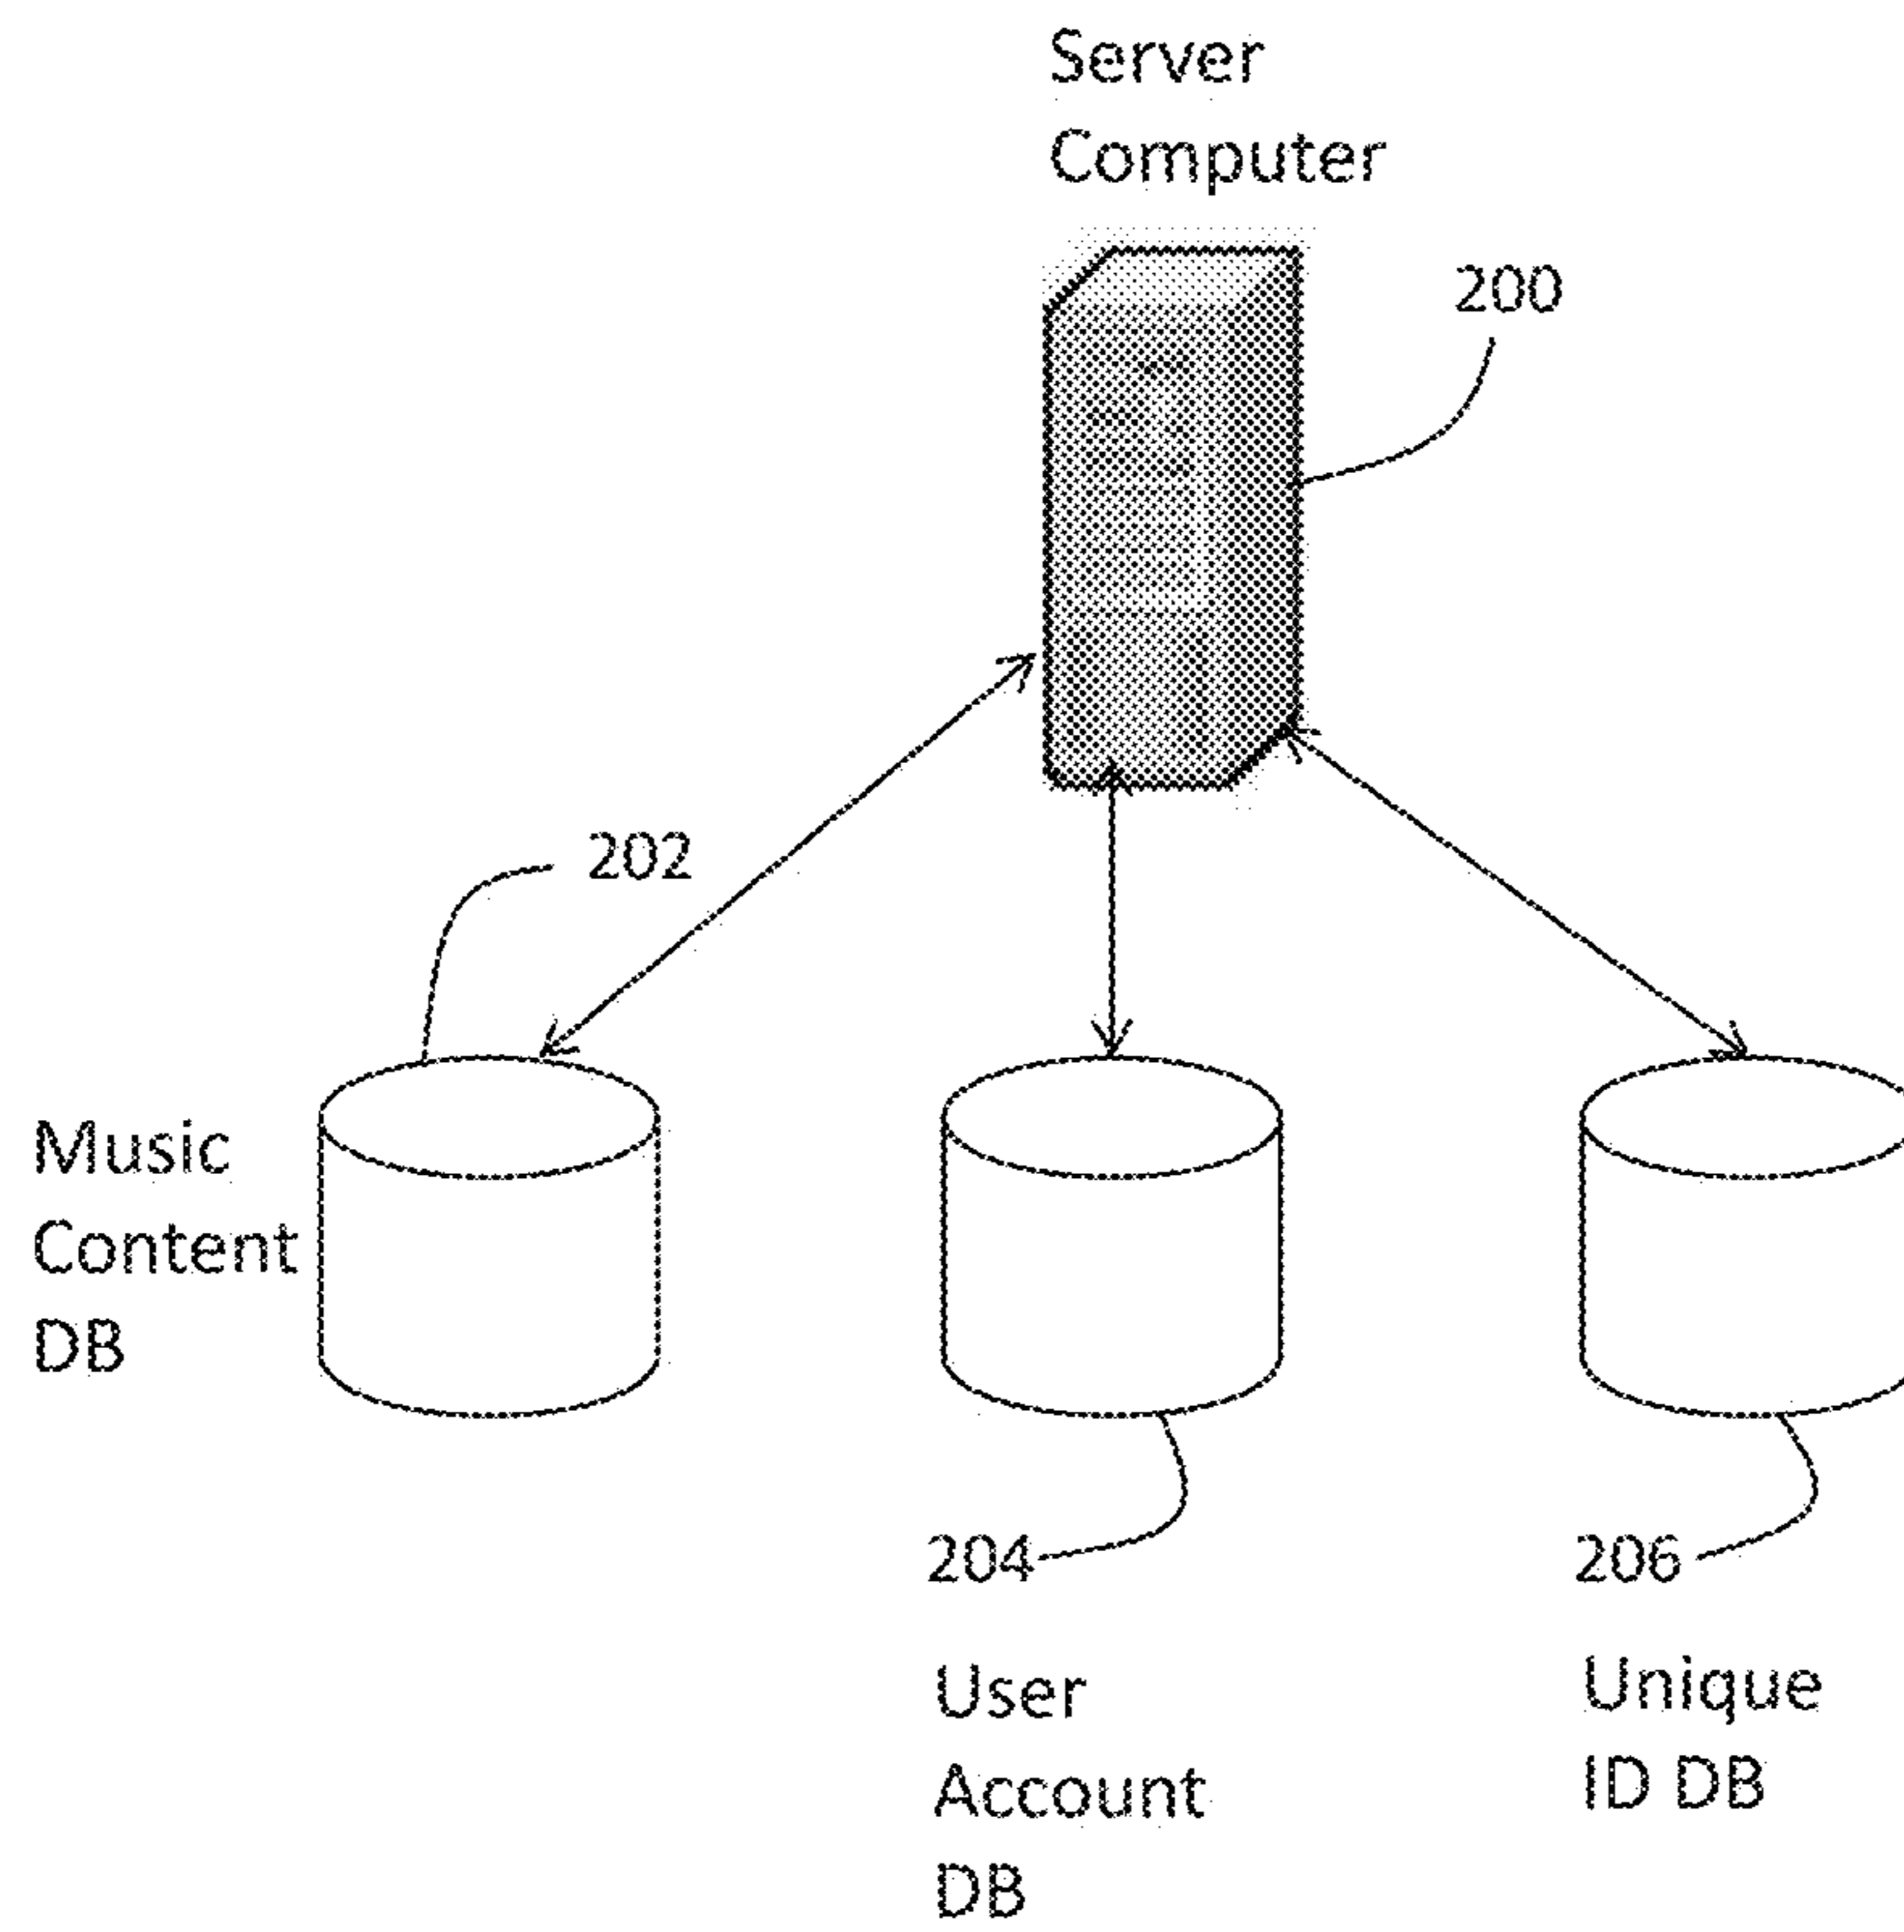 Server
Computer
200
202
Music
Content
DB
204
206
User
Account
DB
Unique
ID DB